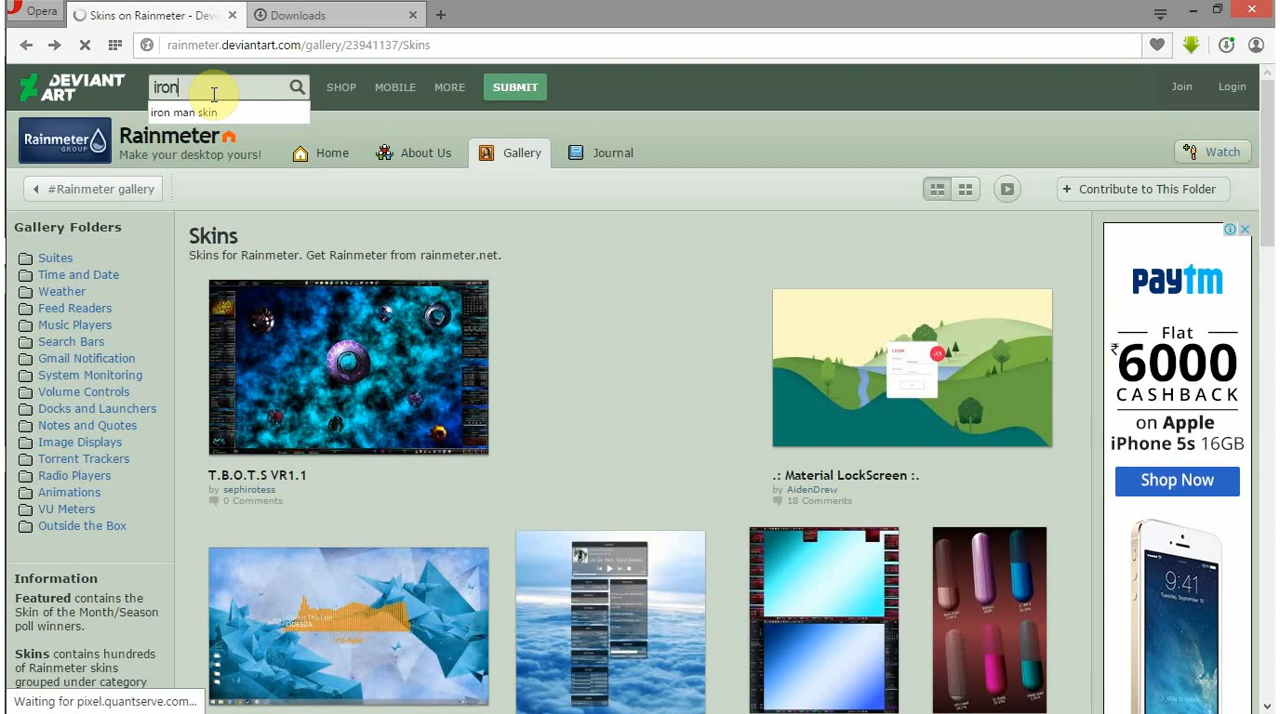 Opera
Skins on Rainmeter - Devi
Downloads
rainmeter.deviantart.com/gallery/23941137/Skins
DEVIANT
ART
iron
SHOP
MOBILE
MORE
SUBMIT
Join
Login
iron man skin
Rainmeter
GROUP
Rainmeter
Make your desktop yours!
Home
About Us
Gallery
Journal
Watch
#Rainmeter gallery
+ Contribute to This Folder
Gallery Folders
Suites
Time and Date
Weather
Feed Readers
Music Players
Search Bars
Gmail Notification
System Monitoring
Volume Controls
Docks and Launchers
Notes and Quotes
Image Displays
Torrent Trackers
Radio Players
Animations
VU Meters
Outside the Box
Information
Featured contains the
Skin of the Month/Season
poll winners.
Skins contains hundreds
of Rainmeter skins
grouped under category
Waiting for pixel.quantserve.com...
Skins
Skins for Rainmeter. Get Rainmeter from rainmeter.net.
T.B.O.T.S VR1.1
by sephirotess
0 Comments
.: Material LockScreen :.
by AidenDrew
18 Comments
ODESZA
paytm
Flat
₹6000
CASHBACK
on Apple
iPhone 5s 16GB
Shop Now
9:41